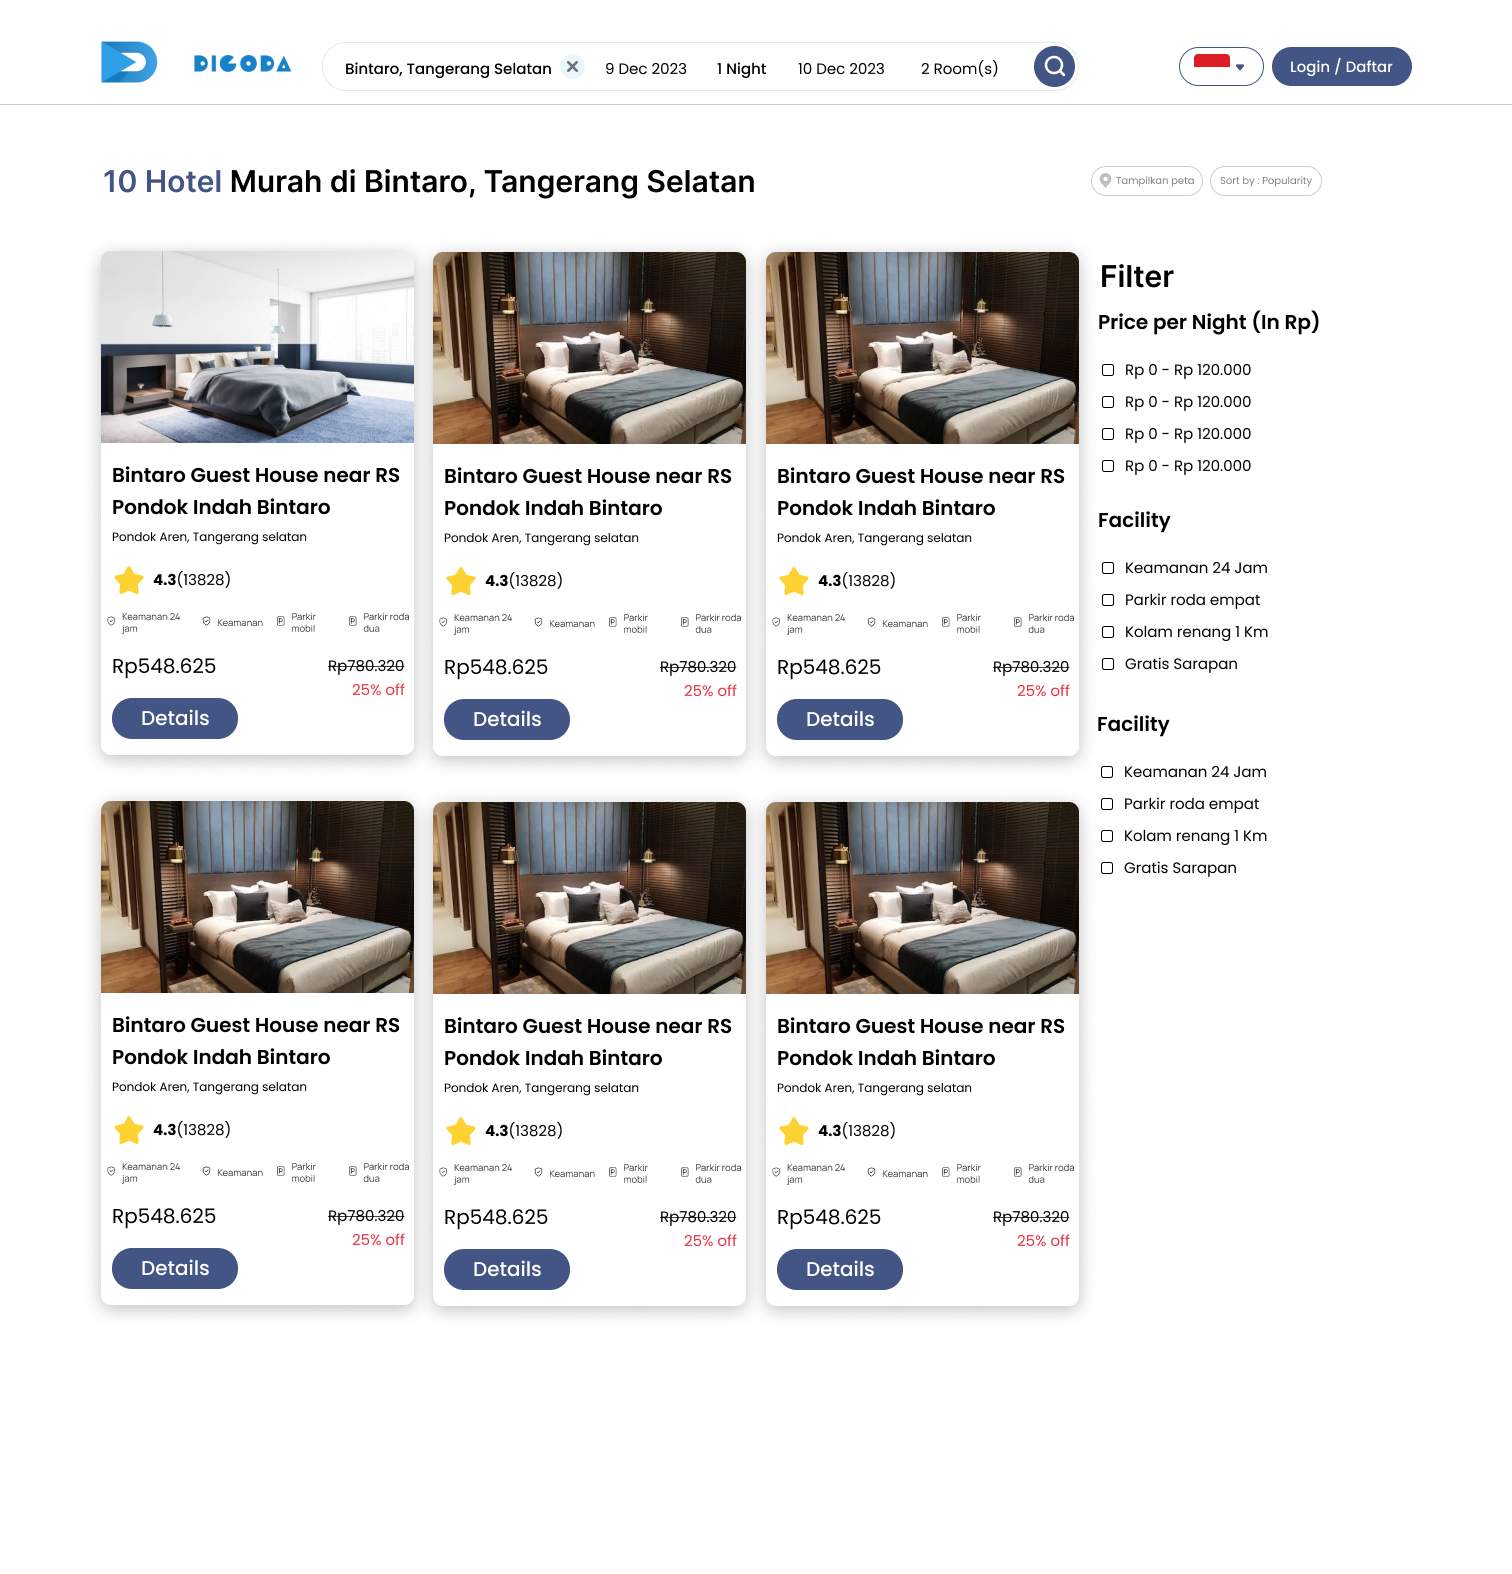 DIGODA
Bintaro, Tangerang Selatan 9 Dec 2023 1 Night 10 Dec 2023 2 Room(s)
Login / Daftar
10 Hotel Murah di Bintaro, Tangerang Selatan
Tampilkan peta
Sort by : Popularity
Bintaro Guest House near RS
Pondok Indah Bintaro
Pondok Aren, Tangerang selatan
4.3(13828)
Keamanan 24
jam
Keamanan
Parkir
mobil
Parkir roda
dua
Rp548.625
Rp780.320
25% off
Details
Bintaro Guest House near RS
Pondok Indah Bintaro
Pondok Aren, Tangerang selatan
4.3(13828)
Keamanan 24
jam
Keamanan
Parkir
mobil
Parkir roda
dua
Rp548.625
Rp780.320
25% off
Details
Bintaro Guest House near RS
Pondok Indah Bintaro
Pondok Aren, Tangerang selatan
4.3(13828)
Keamanan 24
jam
Keamanan
Parkir
mobil
Parkir roda
dua
Rp548.625
Rp780.320
25% off
Details
Bintaro Guest House near RS
Pondok Indah Bintaro
Pondok Aren, Tangerang selatan
4.3(13828)
Keamanan 24
jam
Keamanan
Parkir
mobil
Parkir roda
dua
Rp548.625
Rp780.320
25% off
Details
Bintaro Guest House near RS
Pondok Indah Bintaro
Pondok Aren, Tangerang selatan
4.3(13828)
Keamanan 24
jam
Keamanan
Parkir
mobil
Parkir roda
dua
Rp548.625
Rp780.320
25% off
Details
Bintaro Guest House near RS
Pondok Indah Bintaro
Pondok Aren, Tangerang selatan
4.3(13828)
Keamanan 24
jam
Keamanan
Parkir
mobil
Parkir roda
dua
Rp548.625
Rp780.320
25% off
Details
Filter
Price per Night (In Rp)
Rp 0 - Rp 120.000
Rp 0 - Rp 120.000
Rp 0 - Rp 120.000
Rp 0 - Rp 120.000
Facility
Keamanan 24 Jam
Parkir roda empat
Kolam renang 1 Km
Gratis Sarapan
Facility
Keamanan 24 Jam
Parkir roda empat
Kolam renang 1 Km
Gratis Sarapan